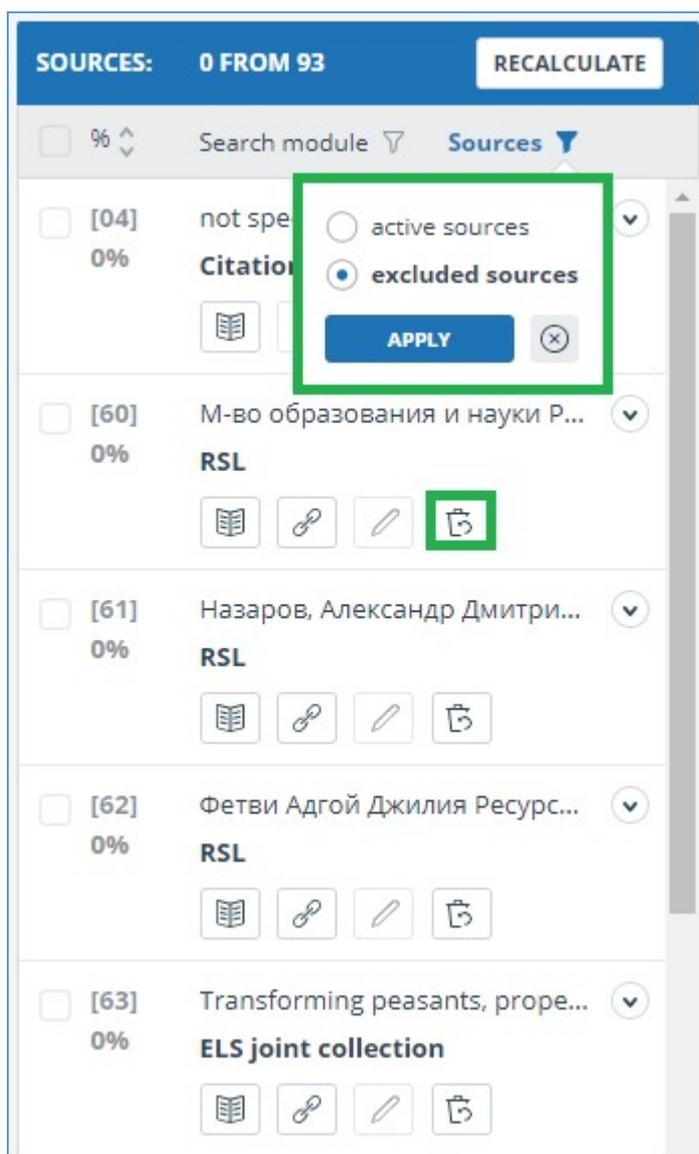 SOURCES: 0 FROM 93 RECALCULATE
% Search module Sources
[04] not spe
active sources
0% Citation
excluded sources
APPLY
[60] М-во образования и науки Р...
0% RSL
[61] Назаров, Александр Дмитри...
0% RSL
[62] Фетви Адгой Джилия Ресурс...
0% RSL
[63] Transforming peasants, prope...
0% ELS joint collection